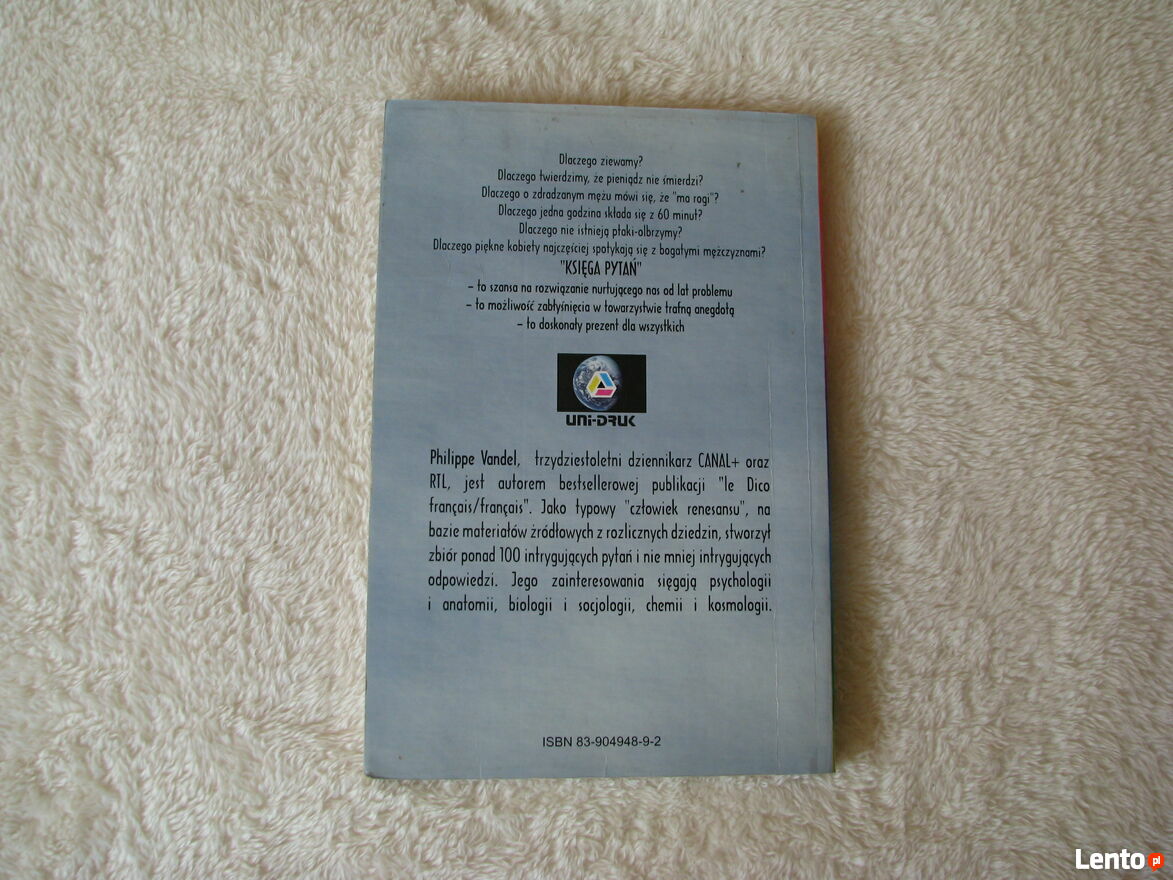 Dlaczego ziewamy?
Dlaczego twierdzimy, że pieniądz nie śmierdzi?
Dlaczego o zdradzanym mężu mówi się, że "ma rogi"?
Dlaczego jedna godzina składa się z 60 minut?
Dlaczego nie istnieją ptaki-olbrzymy?
Dlaczego piękne kobiety najczęściej spotykają się z bogatymi mężczyznami?
"KSIĘGA PYTAŃ"
– to szansa na rozwiązanie nurtującego nas od lat problemu
– to możliwość zabłyśnięcia w towarzystwie trafną anegdotą
– to doskonały prezent dla wszystkich
UNI-DRUK
Philippe Vandel, trzydziestoletni dziennikarz CANAL+ oraz
RTL, jest autorem bestsellerowej publikacji "le Dico
français/français". Jako typowy "człowiek renesansu", na
bazie materiałów źródłowych z rozlicznych dziedzin, stworzył
zbiór ponad 100 intrygujących pytań i nie mniej intrygujących
odpowiedzi. Jego zainteresowania sięgają psychologii
i anatomii, biologii i socjologii, chemii i kosmologii.
ISBN 83-904948-9-2
Lento pl